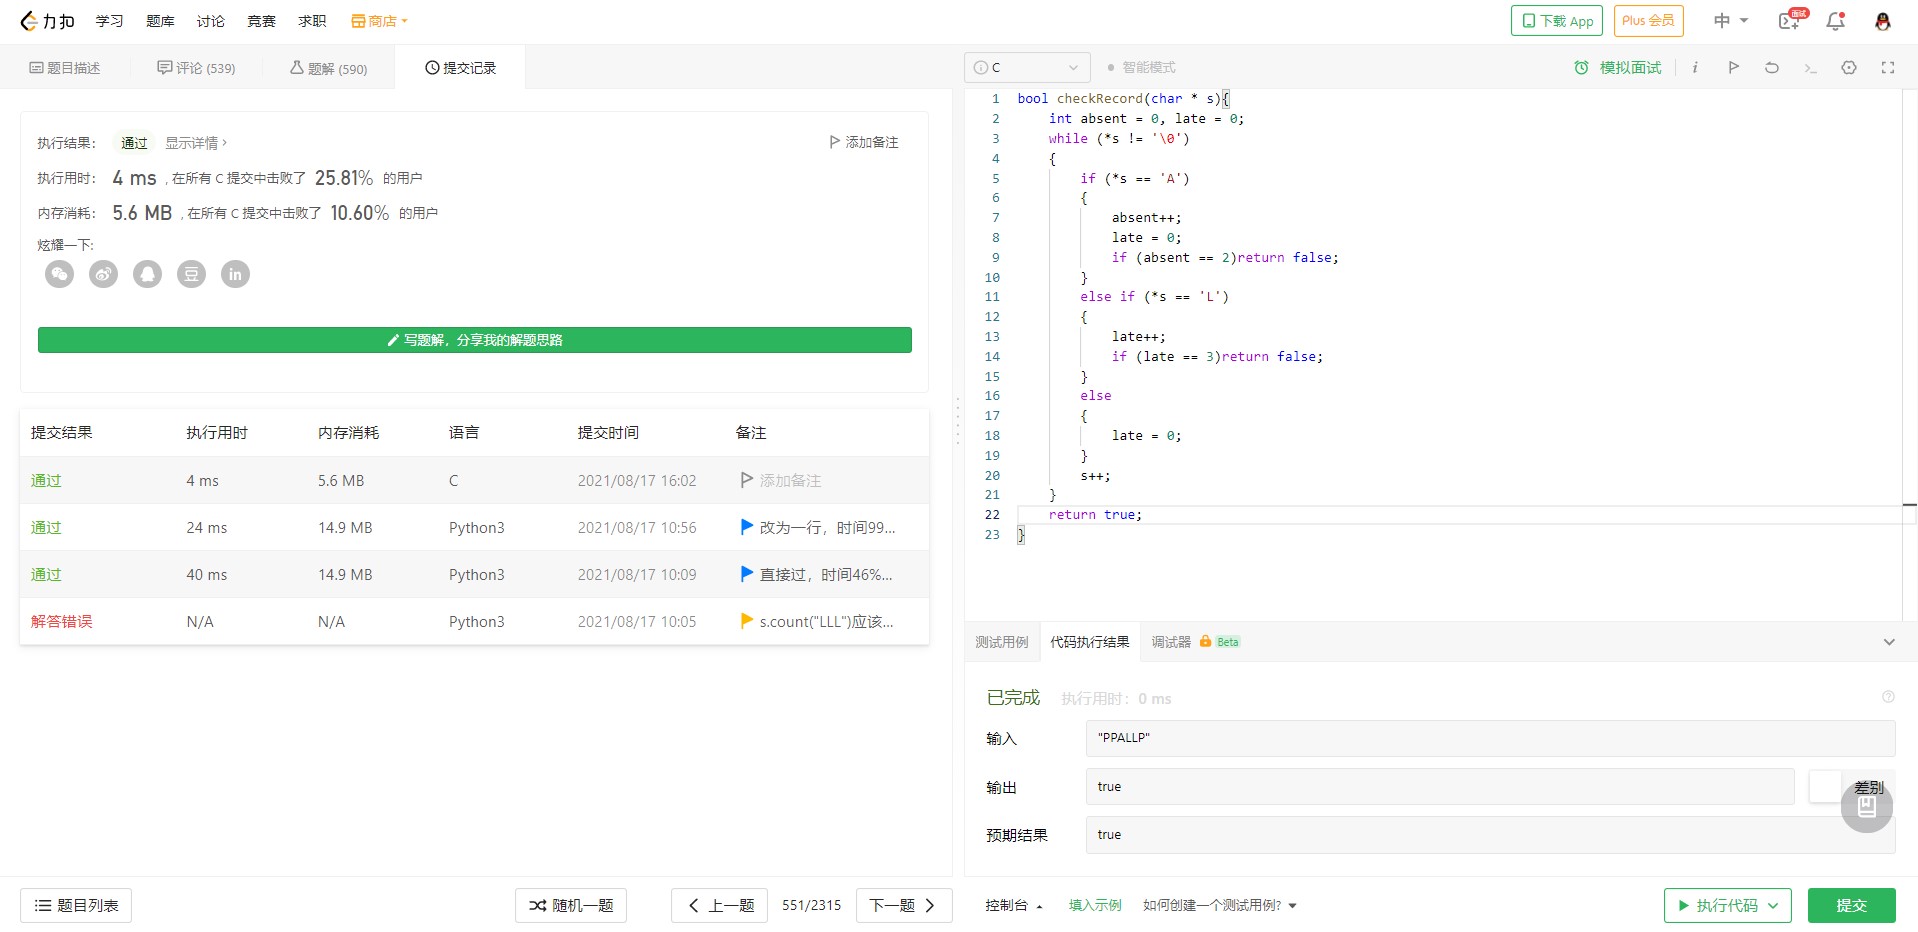 力扣 学习 题库 讨论 竞赛 求职 商店 下载 App Plus 会员 中 面试
题目描述 评论 (539) 题解 (590) 提交记录
执行结果： 通过 显示详情 › 添加备注
执行用时： 4 ms , 在所有 C 提交中击败了 25.81% 的用户
内存消耗： 5.6 MB , 在所有 C 提交中击败了 10.60% 的用户
炫耀一下:
豆 in
写题解，分享我的解题思路
提交结果 执行用时 内存消耗 语言 提交时间 备注
通过 4 ms 5.6 MB C 2021/08/17 16:02 添加备注
通过 24 ms 14.9 MB Python3 2021/08/17 10:56 改为一行，时间99...
通过 40 ms 14.9 MB Python3 2021/08/17 10:09 直接过，时间46%...
解答错误 N/A N/A Python3 2021/08/17 10:05 s.count("LLL")应该...
题目列表 随机一题 上一题 551/2315 下一题
C 智能模式 模拟面试 i
1 bool checkRecord(char * s){
2     int absent = 0, late = 0;
3     while (*s != '\0')
4     {
5         if (*s == 'A')
6         {
7             absent++;
8             late = 0;
9             if (absent == 2)return false;
10         }
11         else if (*s == 'L')
12         {
13             late++;
14             if (late == 3)return false;
15         }
16         else
17         {
18             late = 0;
19         }
20         s++;
21     }
22     return true;
23 }
测试用例 代码执行结果 调试器 Beta
已完成 执行用时：0 ms
输入 "PPALLP"
输出 true 差别
预期结果 true
控制台 填入示例 如何创建一个测试用例? 执行代码 提交